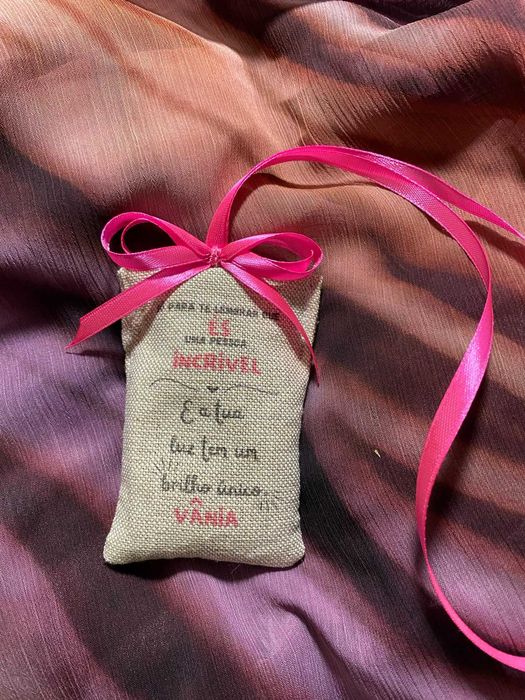 PARA TE LEMBRAR QUE
ÉS
UMA PESSOA
INCRÍVEL
E a tua
luz tem um
brilho único
VÂNIA